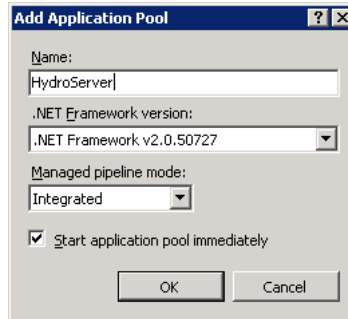 Add Application Pool
Name:
HydroServer
.NET Framework version:
.NET Framework v2.0.50727
Managed pipeline mode:
Integrated
Start application pool immediately
OK Cancel